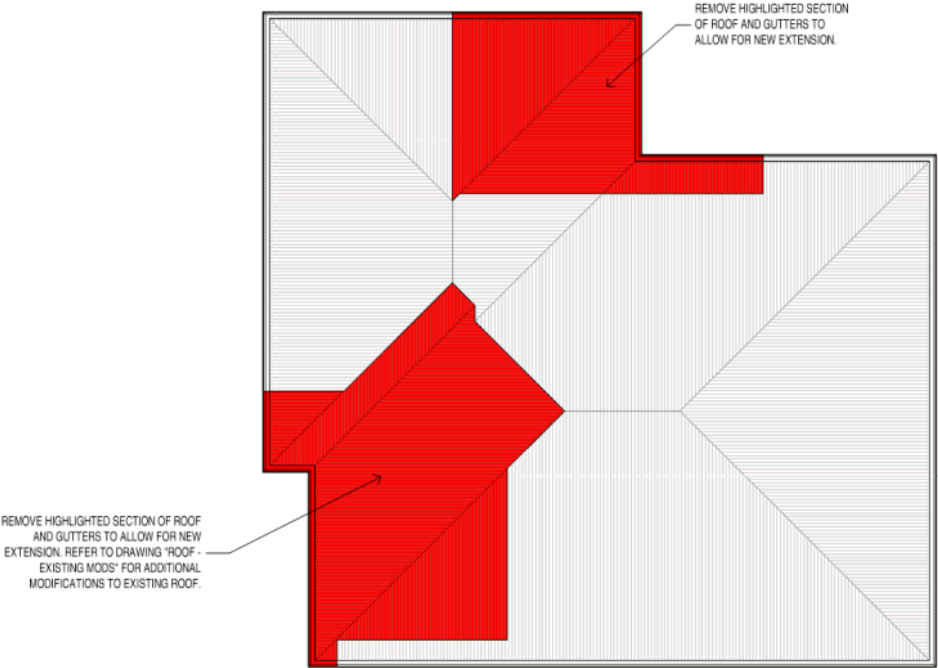 REMOVE HIGHLIGHTED SECTION
OF ROOF AND GUTTERS TO
ALLOW FOR NEW EXTENSION.
REMOVE HIGHLIGHTED SECTION OF ROOF
AND GUTTERS TO ALLOW FOR NEW
EXTENSION. REFER TO DRAWING "ROOF -
EXISTING MODS" FOR ADDITIONAL
MODIFICATIONS TO EXISTING ROOF.